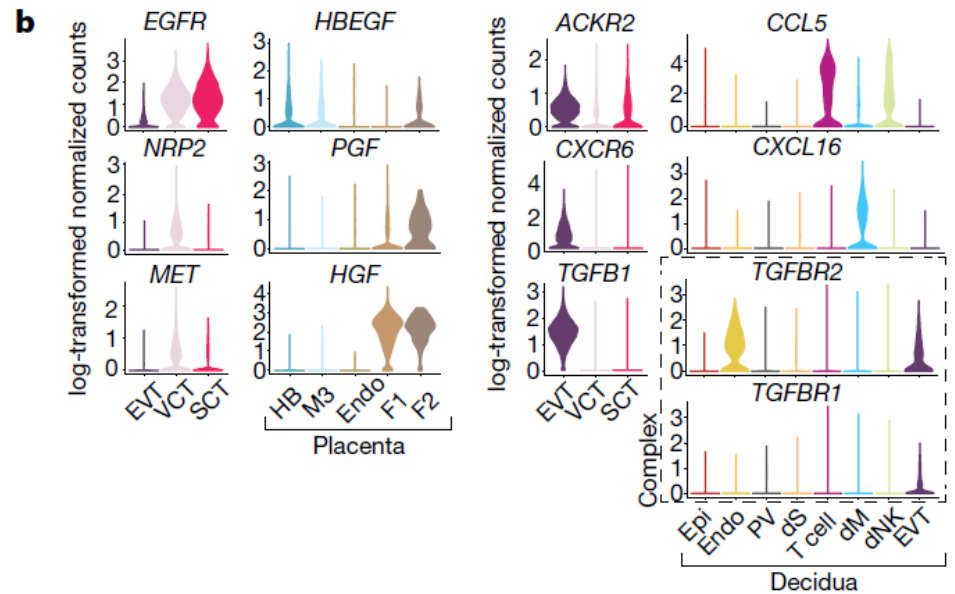 b
EGFR
HBEGF
ACKR2
CCL5
log-transformed normalized counts
3
2
1
0
3
2
1
0
log-transformed normalized counts
2
1
0
4
2
0
NRP2
PGF
CXCR6
CXCL16
3
2
1
0
3
2
1
0
4
2
0
3
2
1
0
MET
HGF
TGFB1
TGFBR2
2
1
0
4
3
2
1
0
3
2
1
0
3
2
1
0
EVT
VCT
SCT
HB
M3
Endo
F1
F2
Placenta
EVT
VCT
SCT
TGFBR1
Complex
3
2
1
0
Epi
Endo
PV
dS
T cell
dM
dNK
EVT
Decidua